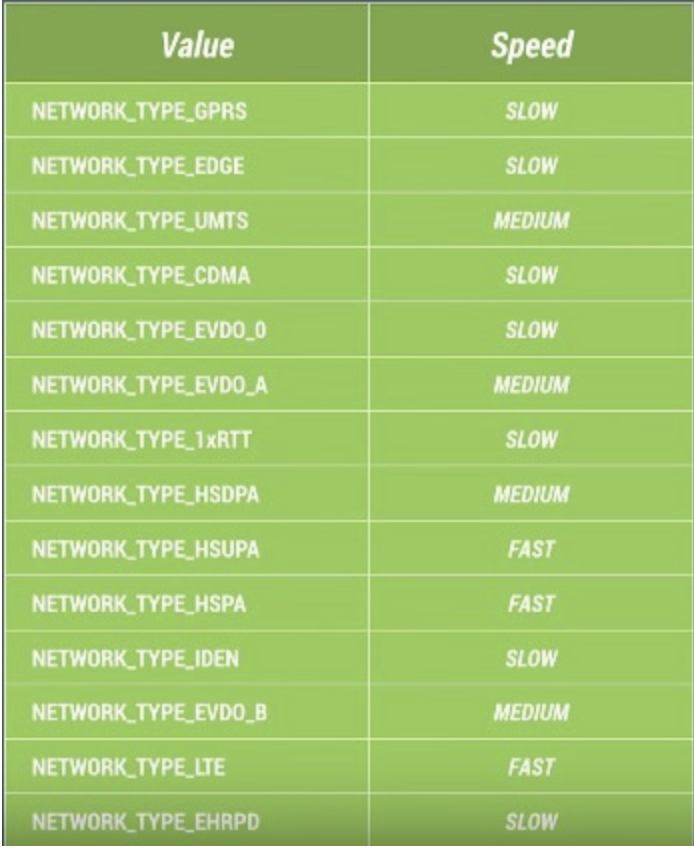 Value Speed
NETWORK_TYPE_GPRS SLOW
NETWORK_TYPE_EDGE SLOW
NETWORK_TYPE_UMTS MEDIUM
NETWORK_TYPE_CDMA SLOW
NETWORK_TYPE_EVDO_0 SLOW
NETWORK_TYPE_EVDO_A MEDIUM
NETWORK_TYPE_1xRTT SLOW
NETWORK_TYPE_HSDPA MEDIUM
NETWORK_TYPE_HSUPA FAST
NETWORK_TYPE_HSPA FAST
NETWORK_TYPE_IDEN SLOW
NETWORK_TYPE_EVDO_B MEDIUM
NETWORK_TYPE_LTE FAST
NETWORK_TYPE_EHRPD SLOW